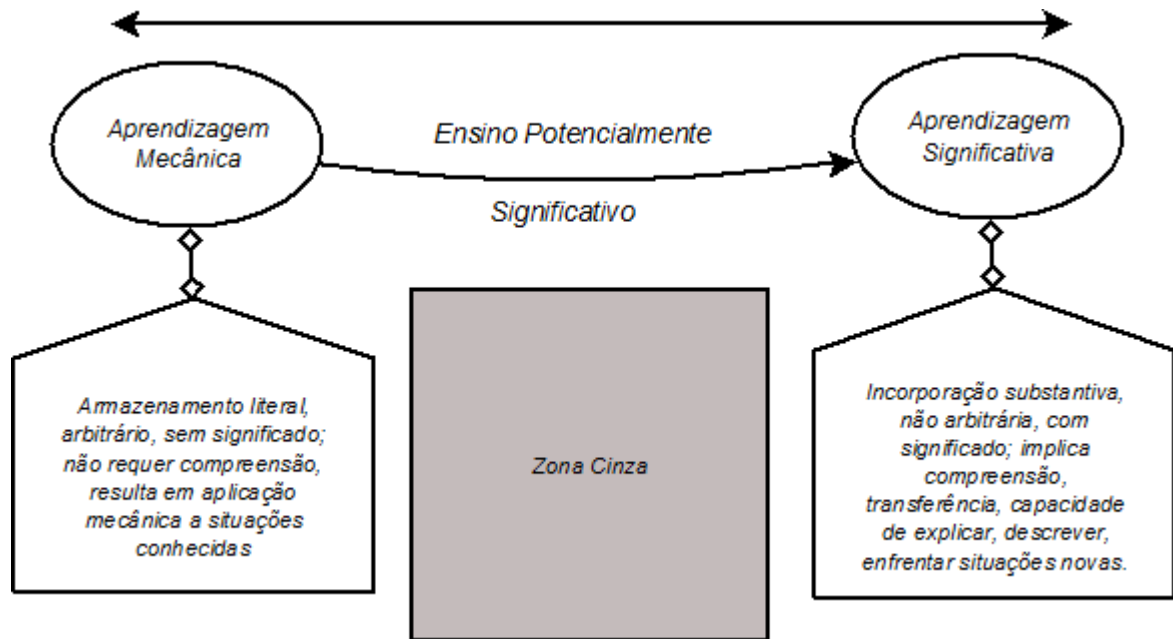 Aprendizagem
Mecânica
Ensino Potencialmente
Significativo
Aprendizagem
Significativa
Armazenamento literal,
arbitrário, sem significado;
não requer compreensão,
resulta em aplicação
mecânica a situações
conhecidas
Zona Cinza
Incorporação substantiva,
não arbitrária, com
significado; implica
compreensão,
transferência, capacidade
de explicar, descrever,
enfrentar situações novas.